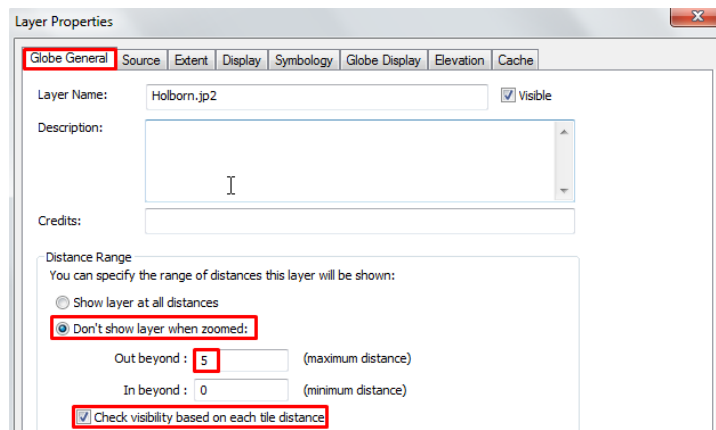 Layer Properties
Globe General Source Extent Display Symbology Globe Display Elevation Cache
Layer Name: Holborn.jp2 Visible
Description:
Credits:
Distance Range
You can specify the range of distances this layer will be shown:
Show layer at all distances
Don't show layer when zoomed:
Out beyond : 5 (maximum distance)
In beyond : 0 (minimum distance)
Check visibility based on each tile distance